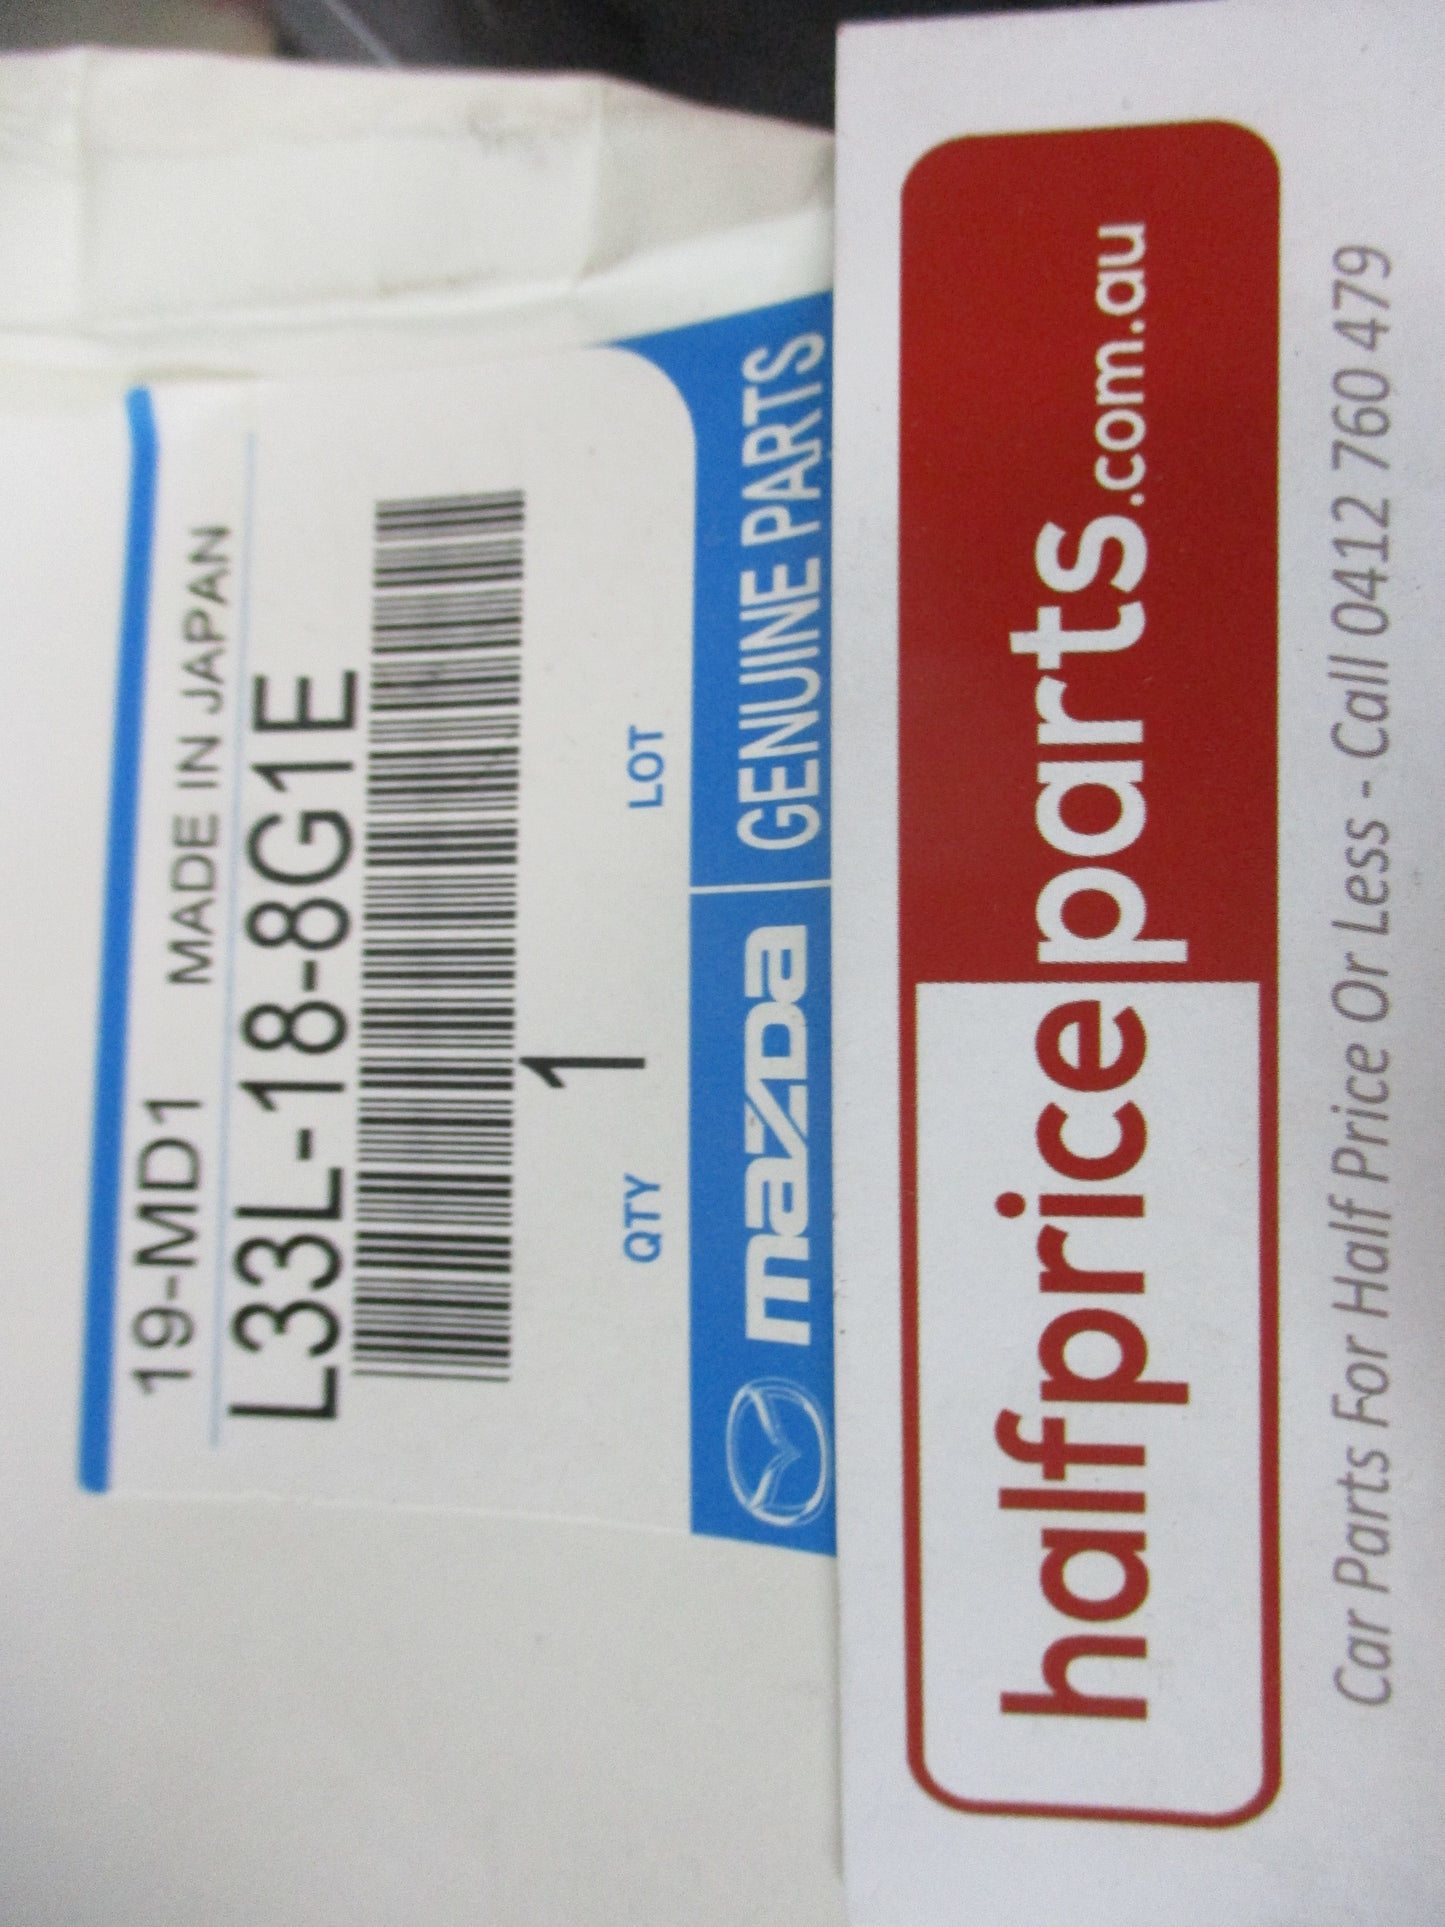 19-MD1 MADE IN JAPAN
L33L-18-8G1E
1
QTY LOT
mazda GENUINE PARTS
halfpriceparts.com.au
Car Parts For Half Price Or Less - Call 0412 760 479